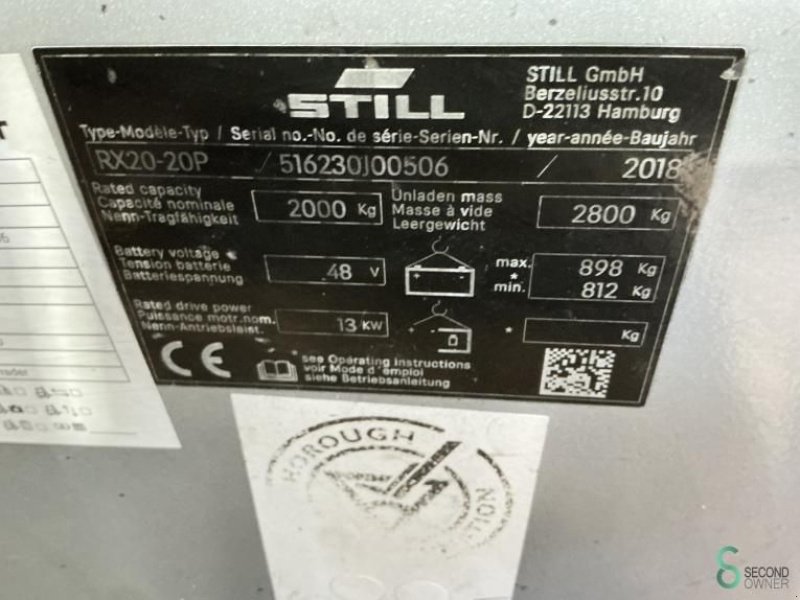 STILL
STILL GmbH
Berzeliusstr.10
D-22113 Hamburg
Type-Modèle-Typ / Serial no.-No. de série-Serien-Nr. / year-année-Baujahr
RX20-20P / 516230J00506 / 2018
Rated capacity
Capacité nominale
Nenn-Tragfähigkeit
2000 Kg
Unladen mass
Masse à vide
Leergewicht
2800 Kg
Battery voltage
Tension batterie
Batteriespannung
48 V
max. 898 Kg
*
min. 812 Kg
Rated drive power
Puissance motr.nom.
Nenn-Antriebsleist.
13 KW
* Kg
CE
see Operating Instructions
voir Mode d'emploi
siehe Betriebsanleitung
THOROUGH
SECOND
OWNER